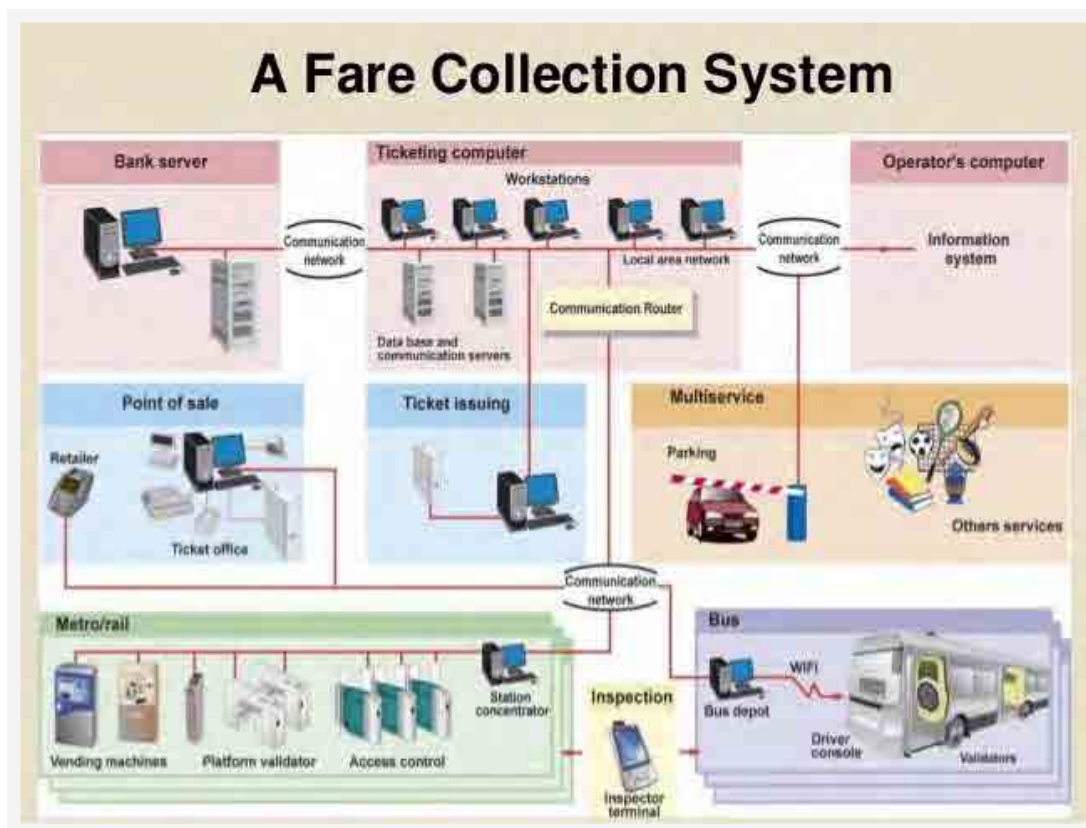 A Fare Collection System
Bank server
Ticketing computer
Operator's computer
Workstations
Communication
network
Communication
network
Information
system
Local area network
Communication Router
Data base and
communication servers
Point of sale
Ticket issuing
Multiservice
Retailer
Parking
Ticket office
Others services
Communication
network
Metro/rail
Bus
Station
concentrator
Inspection
WIFI
Bus depot
Vending machines
Platform validator
Access control
Driver
console
Validators
Inspector
terminal